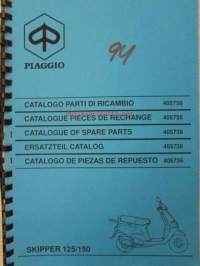 94
PIAGGIO
CATALOGO PARTI DI RICAMBIO 405736
CATALOGUE PIECES DE RECHANGE 405736
CATALOGUE OF SPARE PARTS 405736
ERSATZTEIL CATALOG 405736
CATALOGO DE PIEZAS DE REPUESTO 405736
SKIPPER 125/150